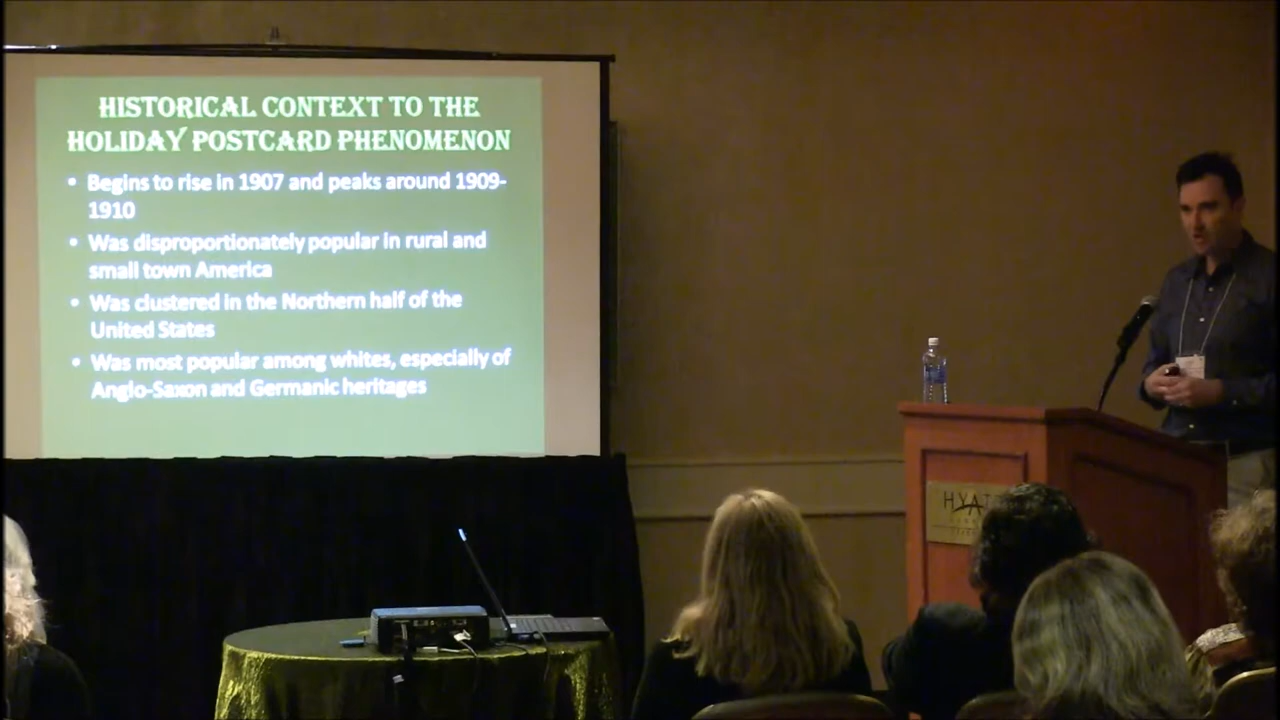 HISTORICAL CONTEXT TO THE
HOLIDAY POSTCARD PHENOMENON
• Begins to rise in 1907 and peaks around 1909-
1910
• Was disproportionately popular in rural and
small town America
• Was clustered in the Northern half of the
United States
• Was most popular among whites, especially of
Anglo-Saxon and Germanic heritages